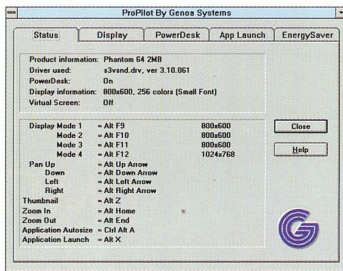 ProPilot By Genoa Systems
Status Display PowerDesk App Launch EnergySaver
Product information: Phantom 64 2MB
Driver used: s3vand.drv, ver 3.10.061
PowerDesk: On
Display information: 800x600, 256 colors (Small Font)
Virtual Screen: Off
Display Mode 1 = Alt F9 800x600
Mode 2 = Alt F10 800x600
Mode 3 = Alt F11 800x600
Mode 4 = Alt F12 1024x768
Pan Up = Alt Up Arrow
Down = Alt Down Arrow
Left = Alt Left Arrow
Right = Alt Right Arrow
Thumbnail = Alt Z
Zoom In = Alt Home
Zoom Out = Alt End
Application Autosize = Ctrl Alt A
Application Launch = Alt X
Close
Help